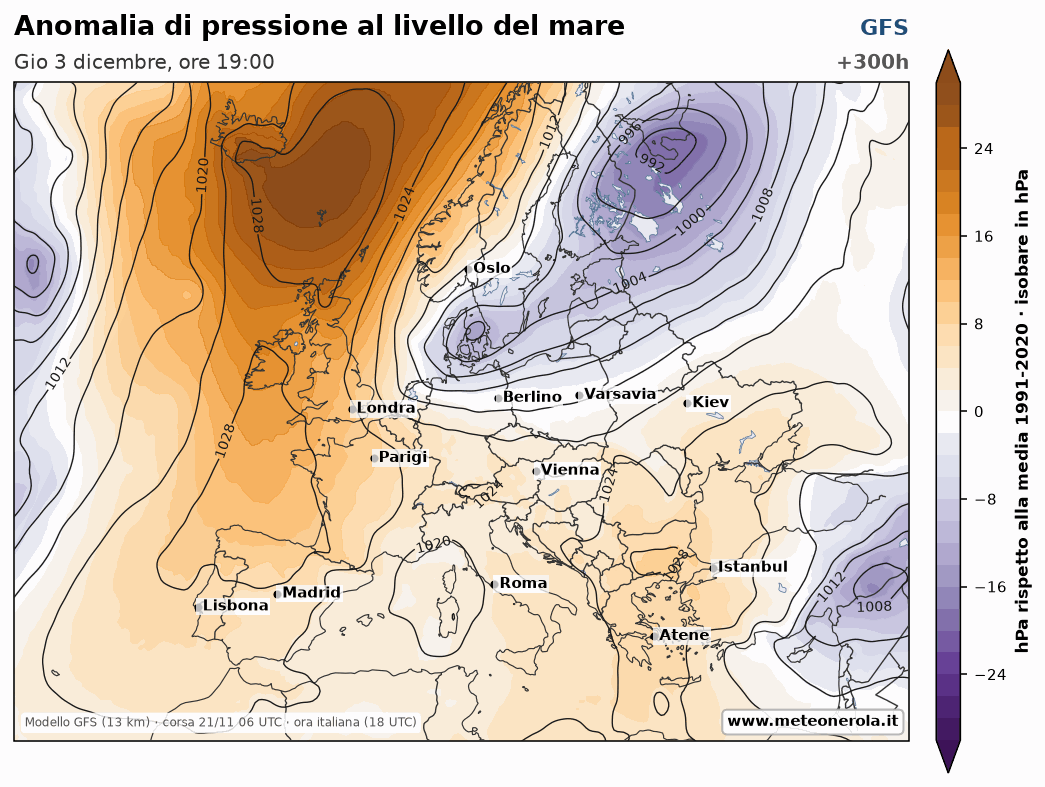 Anomalia di pressione al livello del mare
GFS
Gio 3 dicembre, ore 19:00
+300h
996
1012
992
1020
1024
1028
1008
1000
Oslo
1004
1012
Berlino
Varsavia
Kiev
Londra
1028
Parigi
Vienna
1024
1024
1020
1028
Istanbul
Roma
Madrid
1012
Lisbona
1008
Atene
24
16
8
0
−8
−16
−24
hPa rispetto alla media 1991-2020 · isobare in hPa
Modello GFS (13 km) · corsa 21/11 06 UTC · ora italiana (18 UTC)
www.meteonerola.it